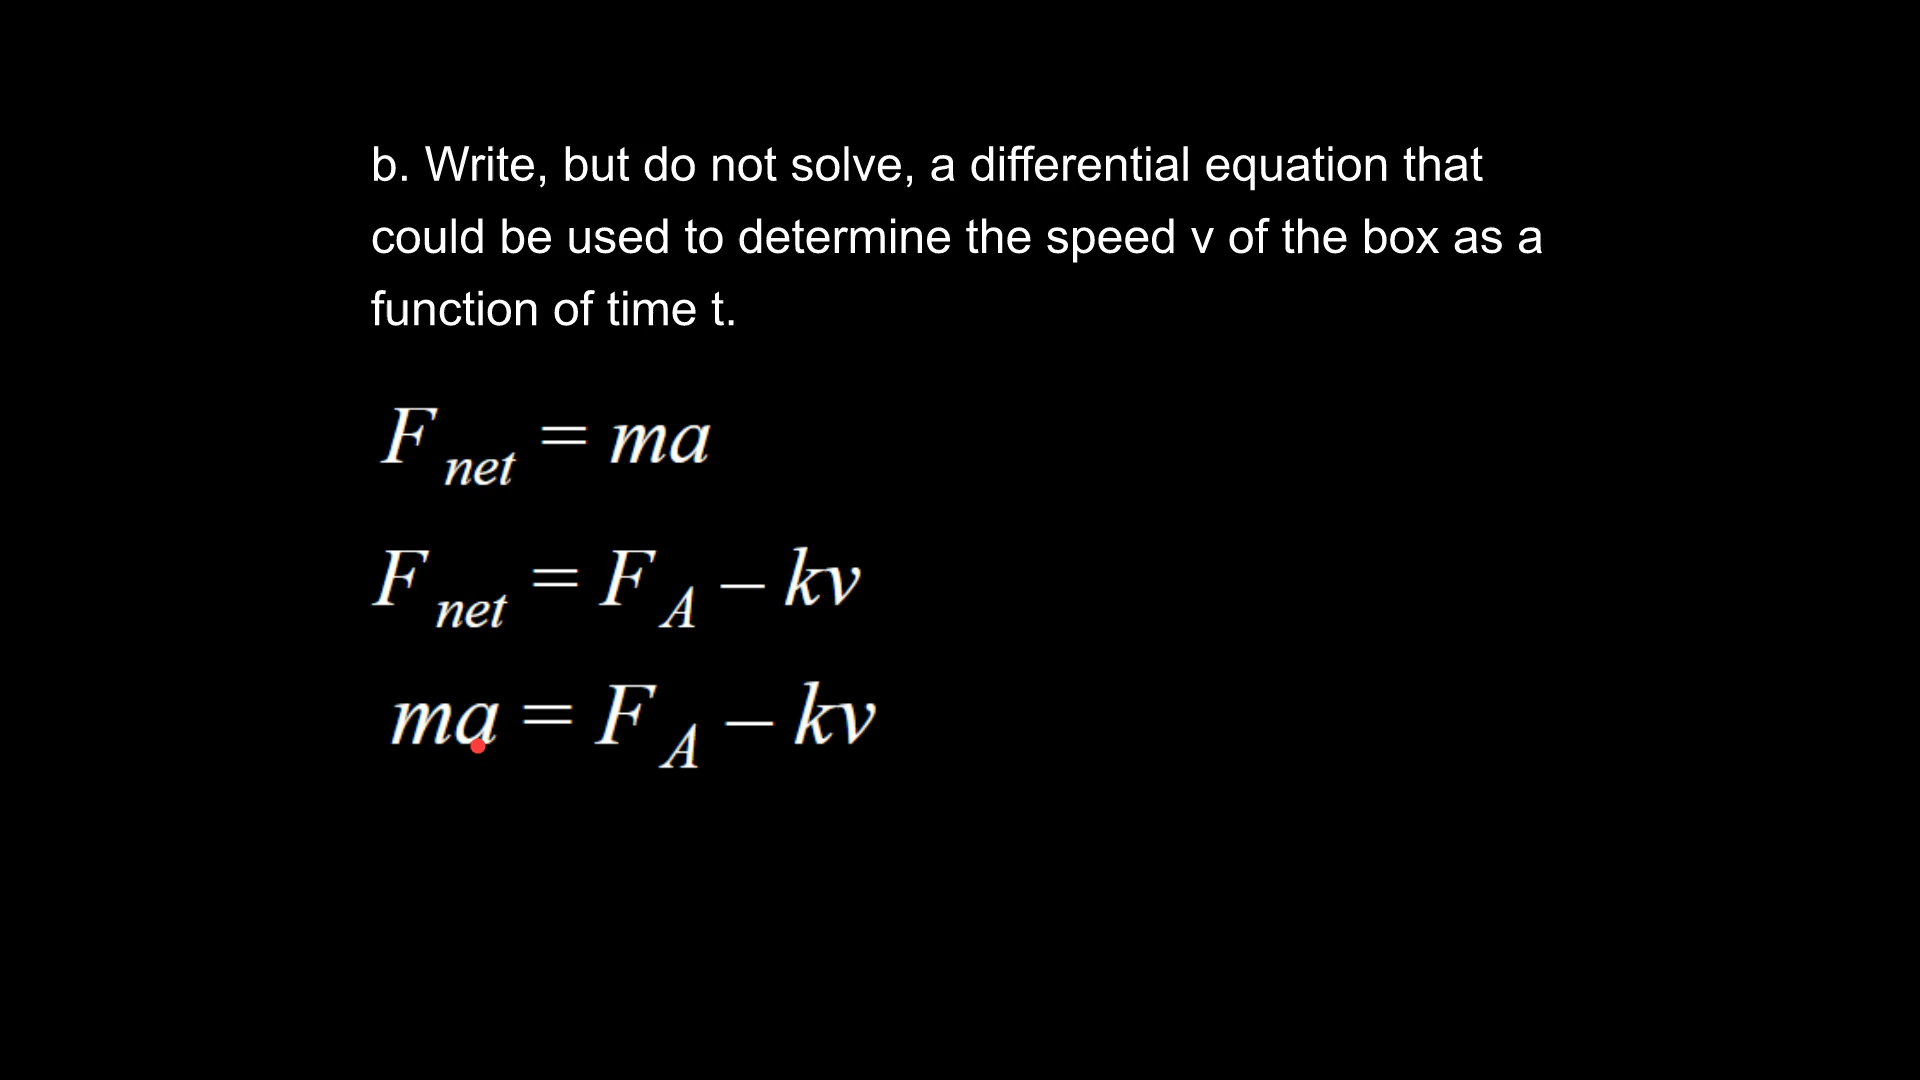 b. Write, but do not solve, a differential equation that
could be used to determine the speed v of the box as a
function of time t.
F net = ma
F net = F A − kv
ma = F A − kv